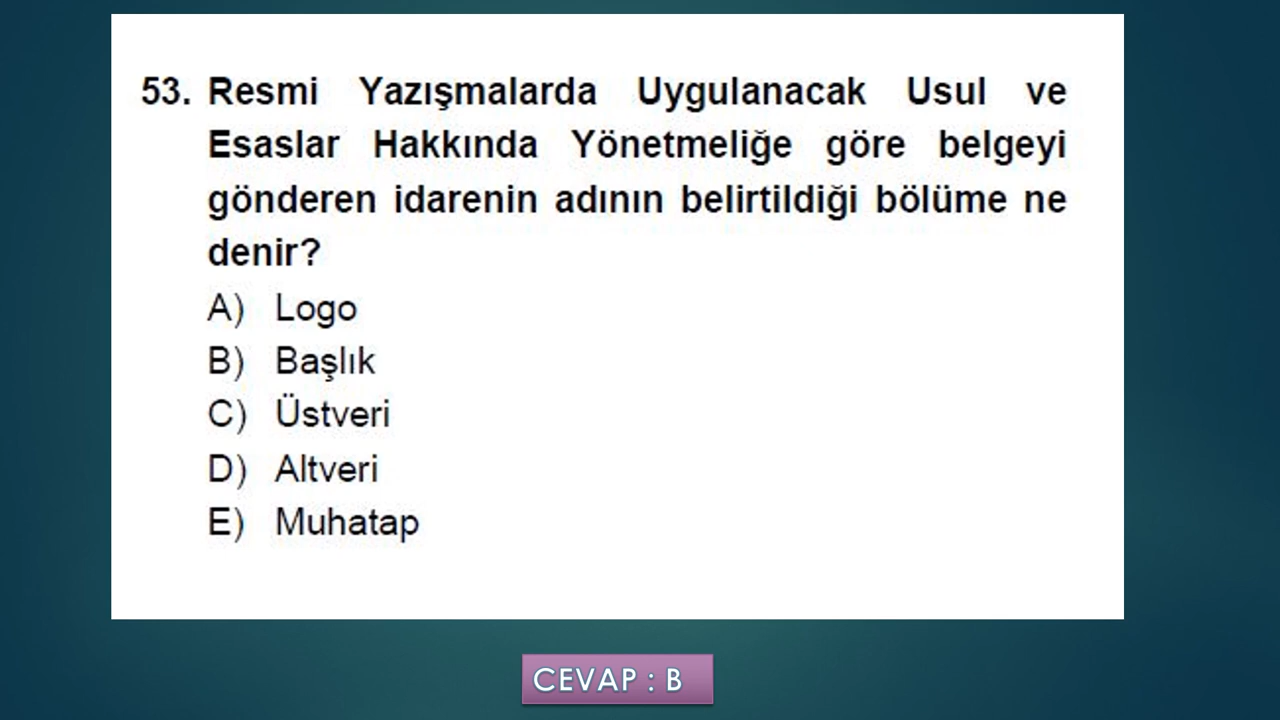 53. Resmi Yazışmalarda Uygulanacak Usul ve
Esaslar Hakkında Yönetmeliğe göre belgeyi
gönderen idarenin adının belirtildiği bölüme ne
denir?
A) Logo
B) Başlık
C) Üstveri
D) Altveri
E) Muhatap
CEVAP : B